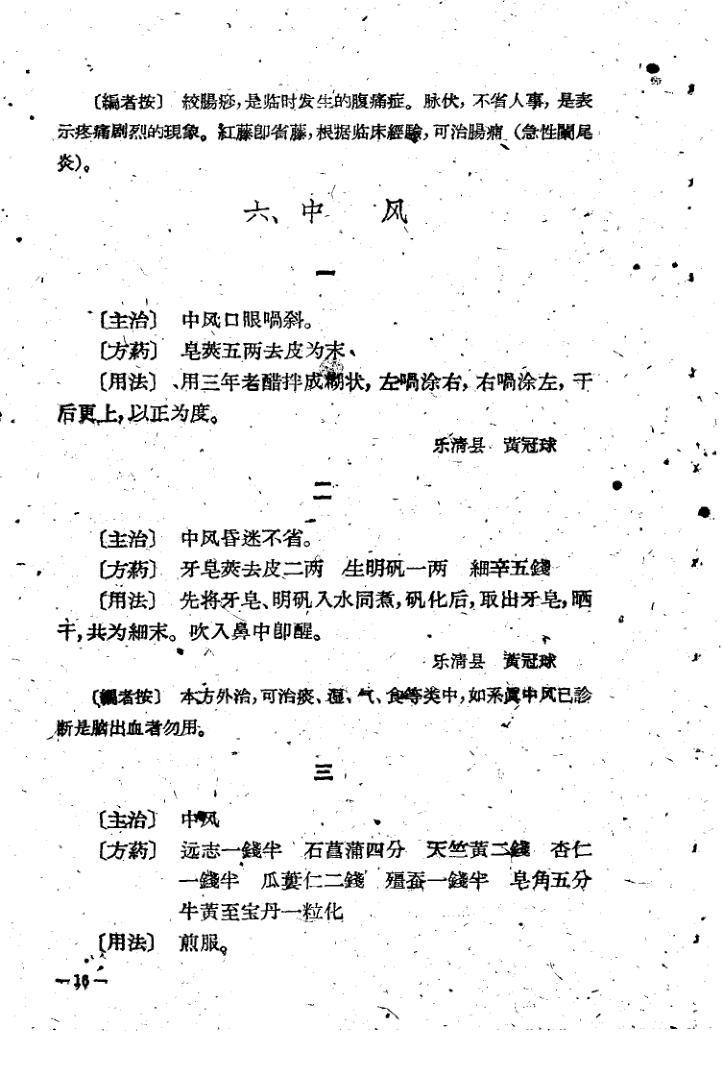 〔編者按〕 絞腸痧，是临时发生的腹痛症。脉伏，不省人事，是表
示疼痛剧烈的現象。紅藤卽省藤，根据临床經驗，可治腸痈（急性闌尾
炎）。
六、中 风
一
〔主治〕 中风口眼喎斜。
〔方葯〕 皂莢五两去皮为末、
〔用法〕 用三年老醋拌成糊状，左喎涂右，右喎涂左，干
后更上，以正为度。
乐清县 黄冠球
二
〔主治〕 中风昏迷不省。
〔方葯〕 牙皂莢去皮二两 生明矾一两 細辛五錢
〔用法〕 先将牙皂、明矾入水同煮，矾化后，取出牙皂，晒
干，共为細末。吹入鼻中卽醒。
乐清县 黄冠球
〔編者按〕 本方外治，可治痰、湿、气、食等类中，如系眞中风已診
断是脑出血者勿用。
三
〔主治〕 中风
〔方葯〕 远志一錢半 石菖蒲四分 天竺黄二錢 杏仁
一錢半 瓜蔞仁二錢 殭蚕一錢半 皂角五分
牛黄至宝丹一粒化
〔用法〕 煎服。
—16—